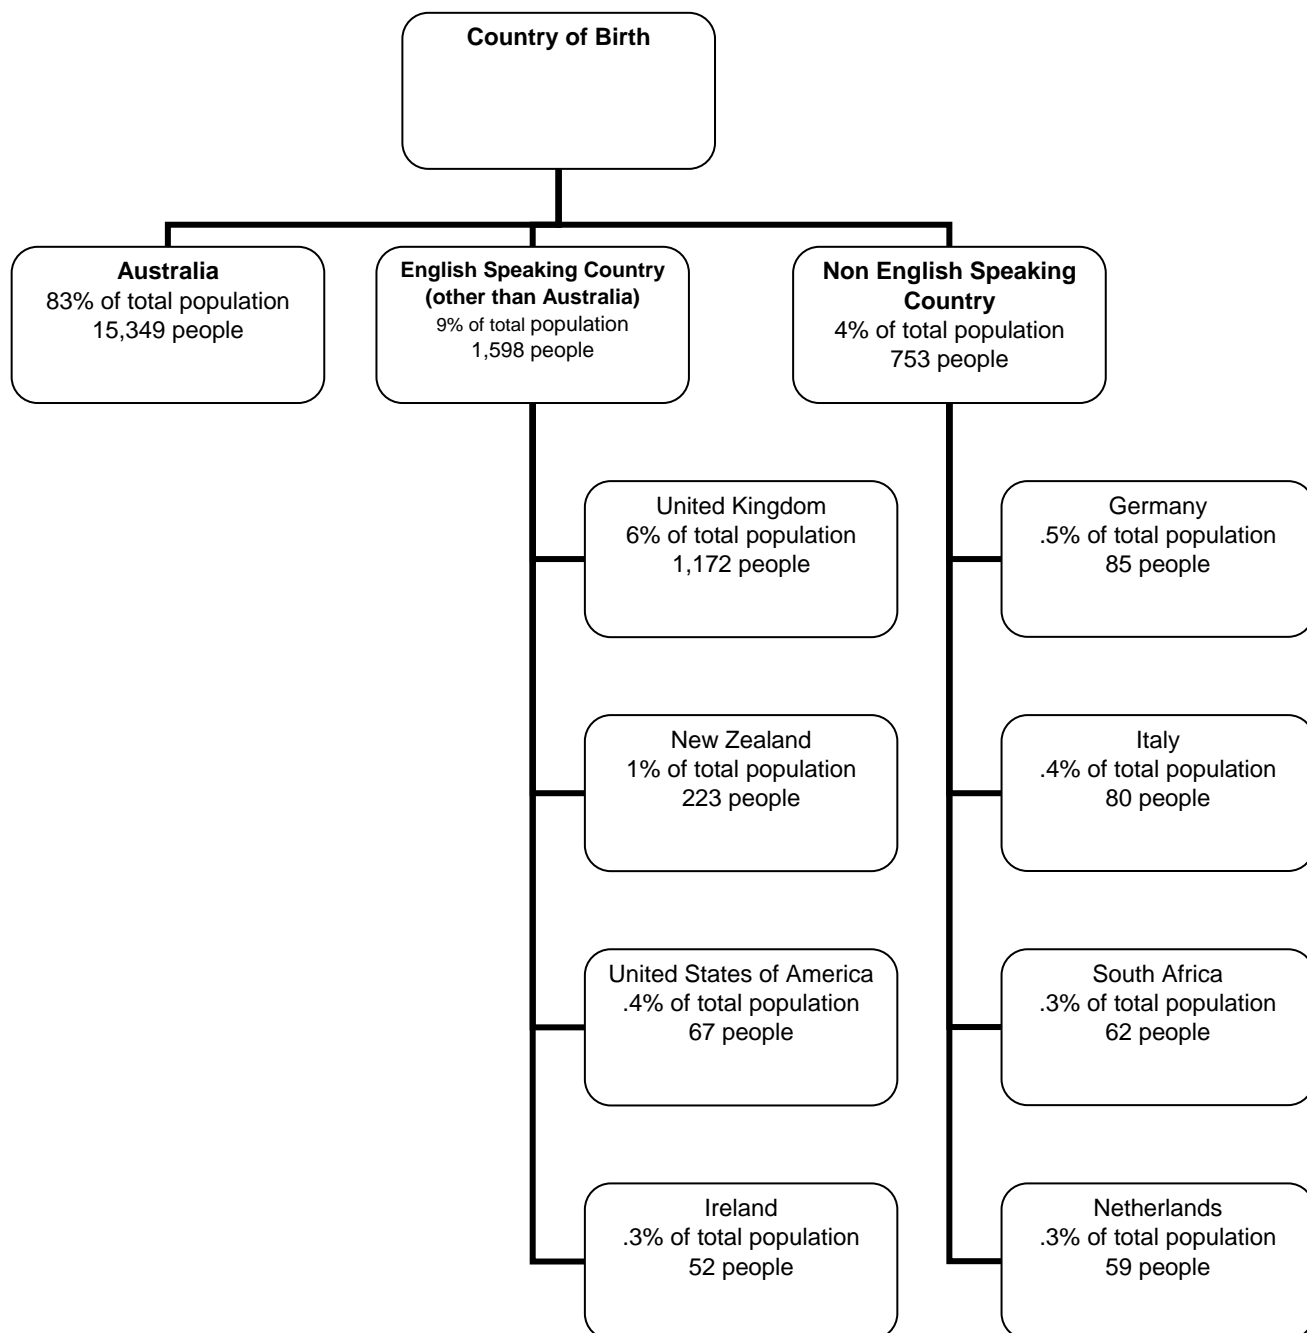 Country of Birth
Australia
83% of total population
15,349 people
English Speaking Country
(other than Australia)
9% of total population
1,598 people
Non English Speaking
Country
4% of total population
753 people
United Kingdom
6% of total population
1,172 people
Germany
.5% of total population
85 people
New Zealand
1% of total population
223 people
Italy
.4% of total population
80 people
United States of America
.4% of total population
67 people
South Africa
.3% of total population
62 people
Ireland
.3% of total population
52 people
Netherlands
.3% of total population
59 people